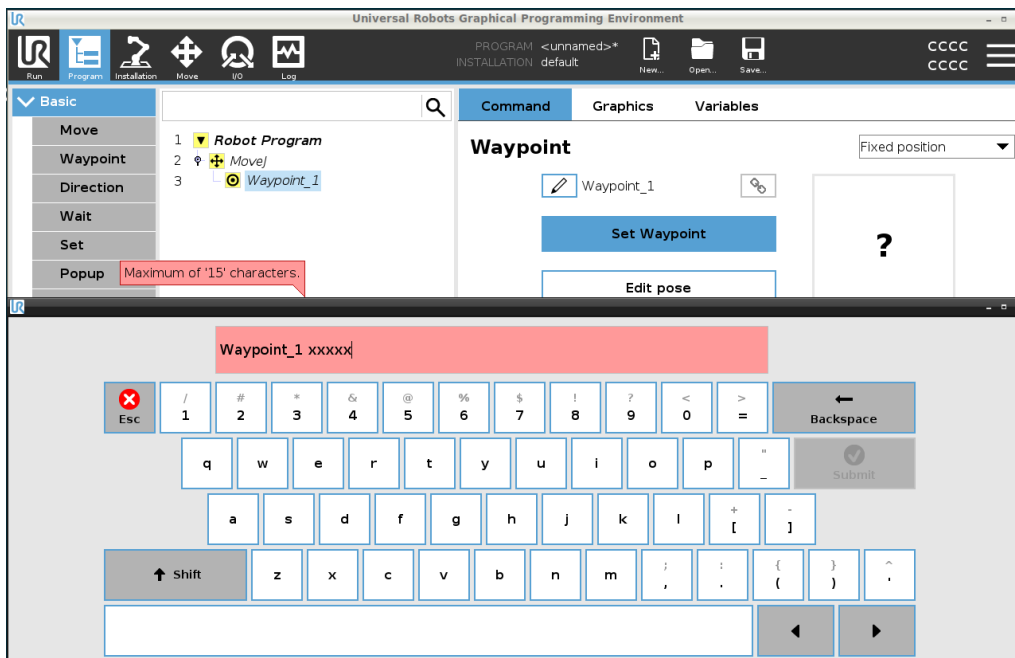 UR Universal Robots Graphical Programming Environment
UR Run Program Installation Move I/O Log PROGRAM <unnamed>* New... Open... Save... CCCC
INSTALLATION default CCCC
Basic
Move
Waypoint
Direction
Wait
Set
Popup
1 Robot Program
2 MoveJ
3 Waypoint_1
Command Graphics Variables
Waypoint Fixed position
Waypoint_1
Set Waypoint
Edit pose
?
Maximum of '15' characters.
UR
Waypoint_1 xxxxx
Esc / 1 # 2 * 3 & 4 @ 5 % 6 $ 7 ! 8 ? 9 < 0 > = Backspace
q w e r t y u i o p " _ Submit
a s d f g h j k l + [ - ]
Shift z x c v b n m ; , : . { ( } ) ^ '